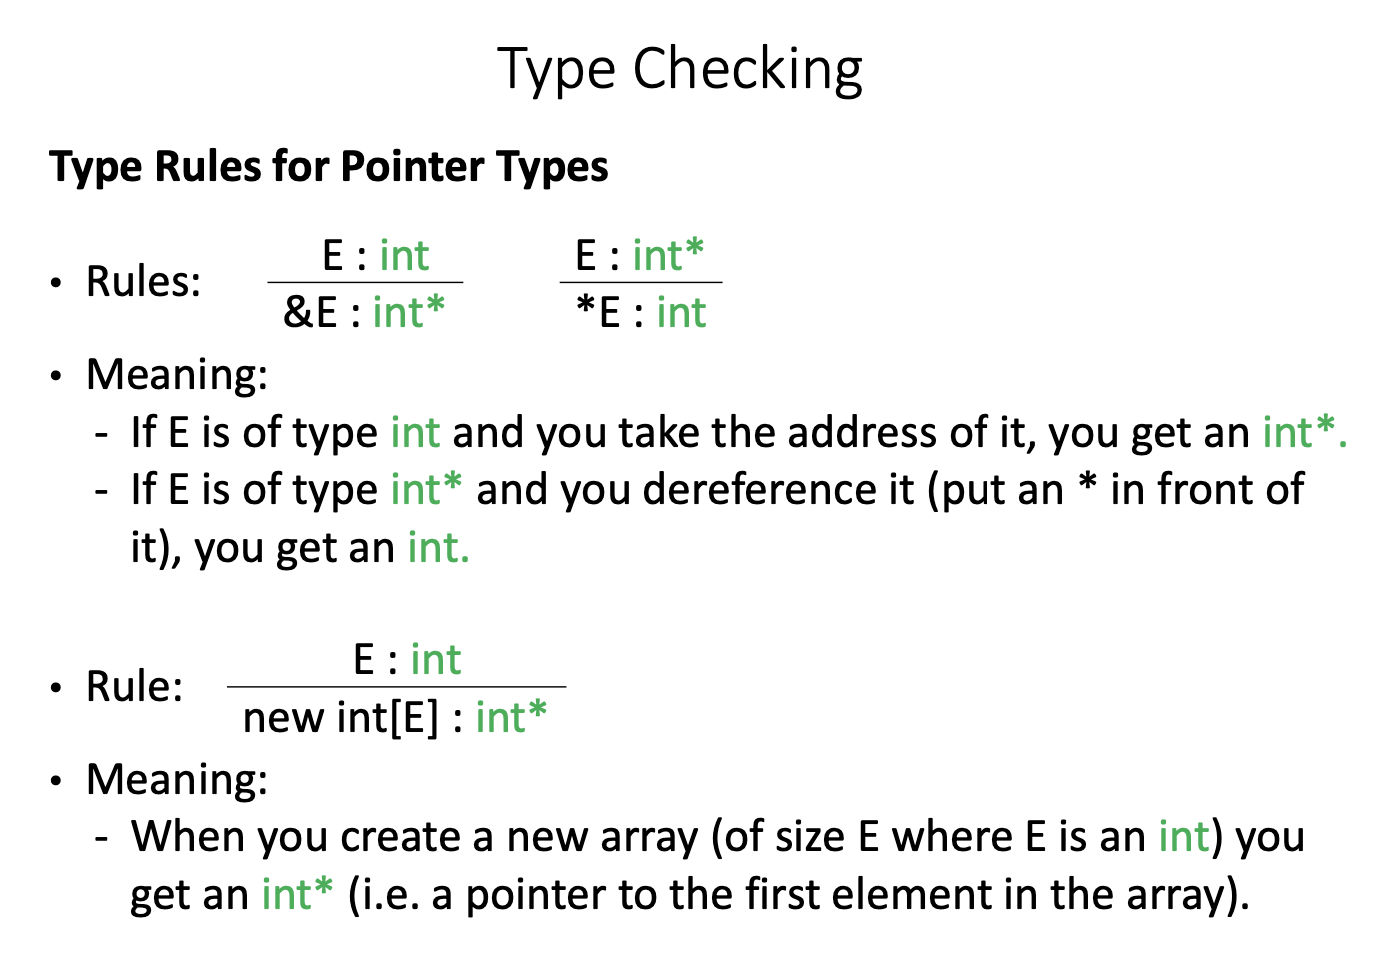 Type Checking
Type Rules for Pointer Types
• Rules: E : int E : int*
&E : int* *E : int
• Meaning:
- If E is of type int and you take the address of it, you get an int*.
- If E is of type int* and you dereference it (put an * in front of
it), you get an int.
• Rule: E : int
new int[E] : int*
• Meaning:
- When you create a new array (of size E where E is an int) you
get an int* (i.e. a pointer to the first element in the array).